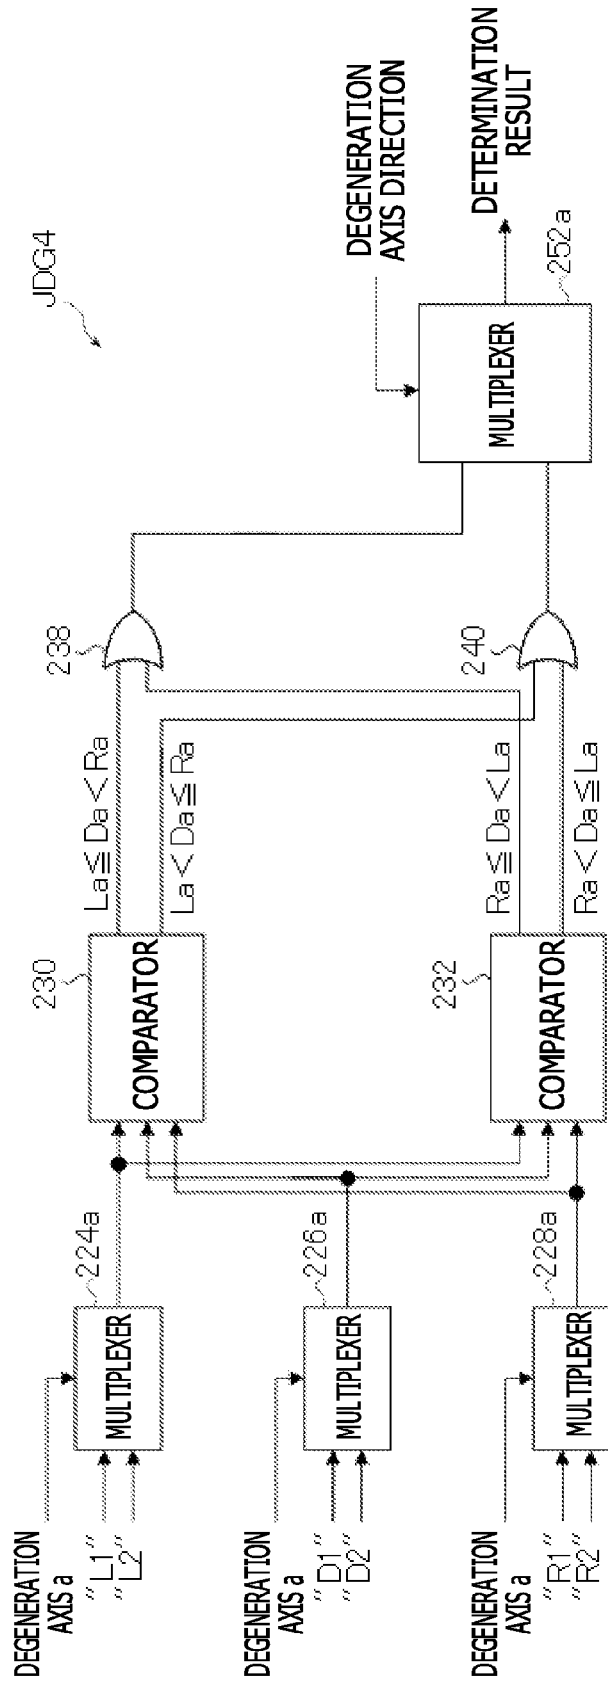 JDG4
DEGENERATION
AXIS a
"L1"
"L2"
MULTIPLEXER
224a
DEGENERATION
AXIS a
"D1"
"D2"
MULTIPLEXER
226a
DEGENERATION
AXIS a
"R1"
"R2"
MULTIPLEXER
228a
230
COMPARATOR
La≦Da<Ra
La<Da≦Ra
232
COMPARATOR
Ra≦Da<La
Ra<Da≦La
238
240
DEGENERATION
AXIS DIRECTION
MULTIPLEXER
252a
DETERMINATION
RESULT